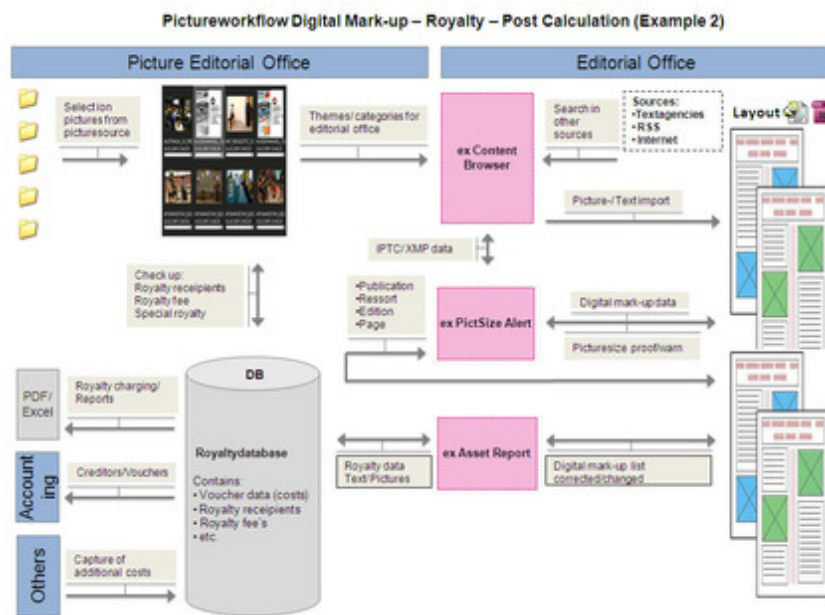 Pictureworkflow Digital Mark-up – Royalty – Post Calculation (Example 2)
Picture Editorial Office
Editorial Office
Selection
pictures from
picturesource
Themes/categories for
editorial office
ex Content
Browser
Search in
other
sources
Sources:
•Textagencies
•RSS
•Internet
Layout
Picture-/Text import
IPTC/XMP data
Check up:
Royalty receipients
Royalty fee
Special royalty
•Publication
•Ressort
•Edition
•Page
ex PictSize Alert
Digital mark-up data
Picturesize proof/warn
DB
PDF/
Excel
Royalty charging/
Reports
Royaltydatabase
Contains:
• Voucher data (costs)
• Royalty receipients
• Royalty fee´s
• etc.
ex Asset Report
Royalty data
Text/Pictures
Digital mark-up list
corrected/changed
Account
ing
Creditors/Vouchers
Others
Capture of
additional costs